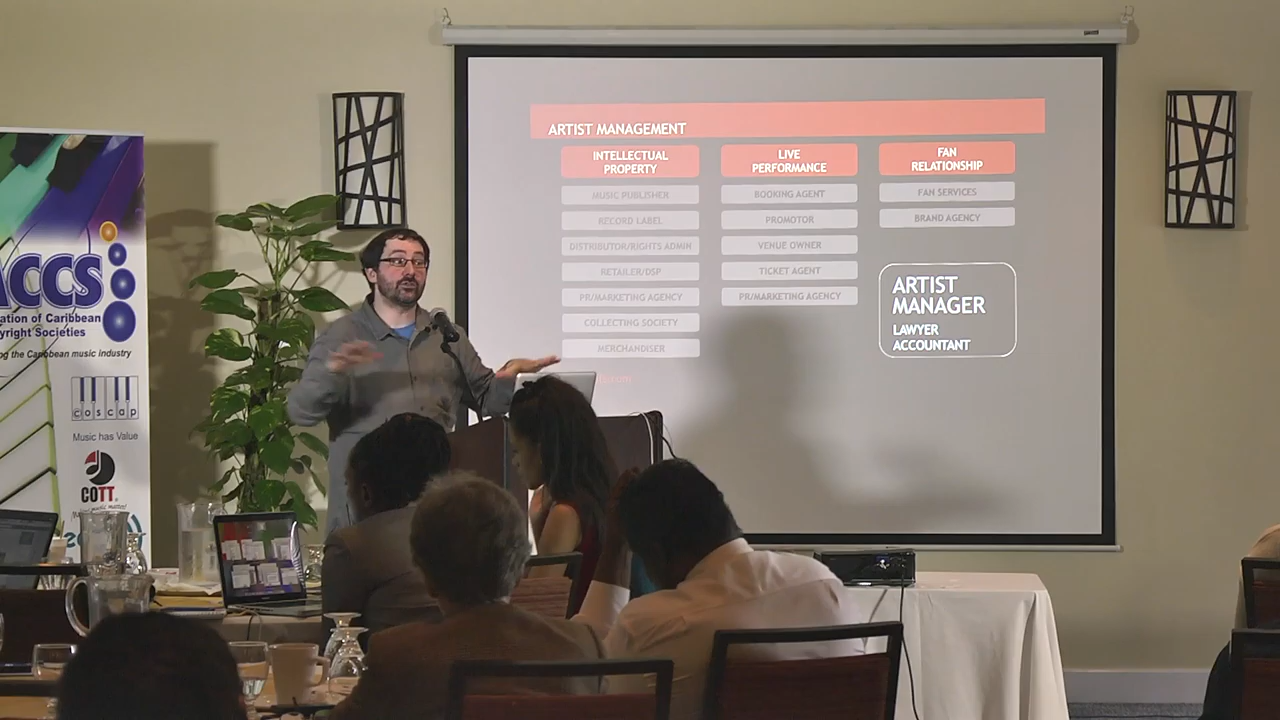 ARTIST MANAGEMENT
INTELLECTUAL
PROPERTY
MUSIC PUBLISHER
RECORD LABEL
DISTRIBUTOR/RIGHTS ADMIN
RETAILER/DSP
PR/MARKETING AGENCY
COLLECTING SOCIETY
MERCHANDISER
LIVE
PERFORMANCE
BOOKING AGENT
PROMOTOR
VENUE OWNER
TICKET AGENT
PR/MARKETING AGENCY
FAN
RELATIONSHIP
FAN SERVICES
BRAND AGENCY
ARTIST
MANAGER
LAWYER
ACCOUNTANT
ACCS
ation of Caribbean
yright Societies
ng the Caribbean music industry
coscap
Music has Value
COTT